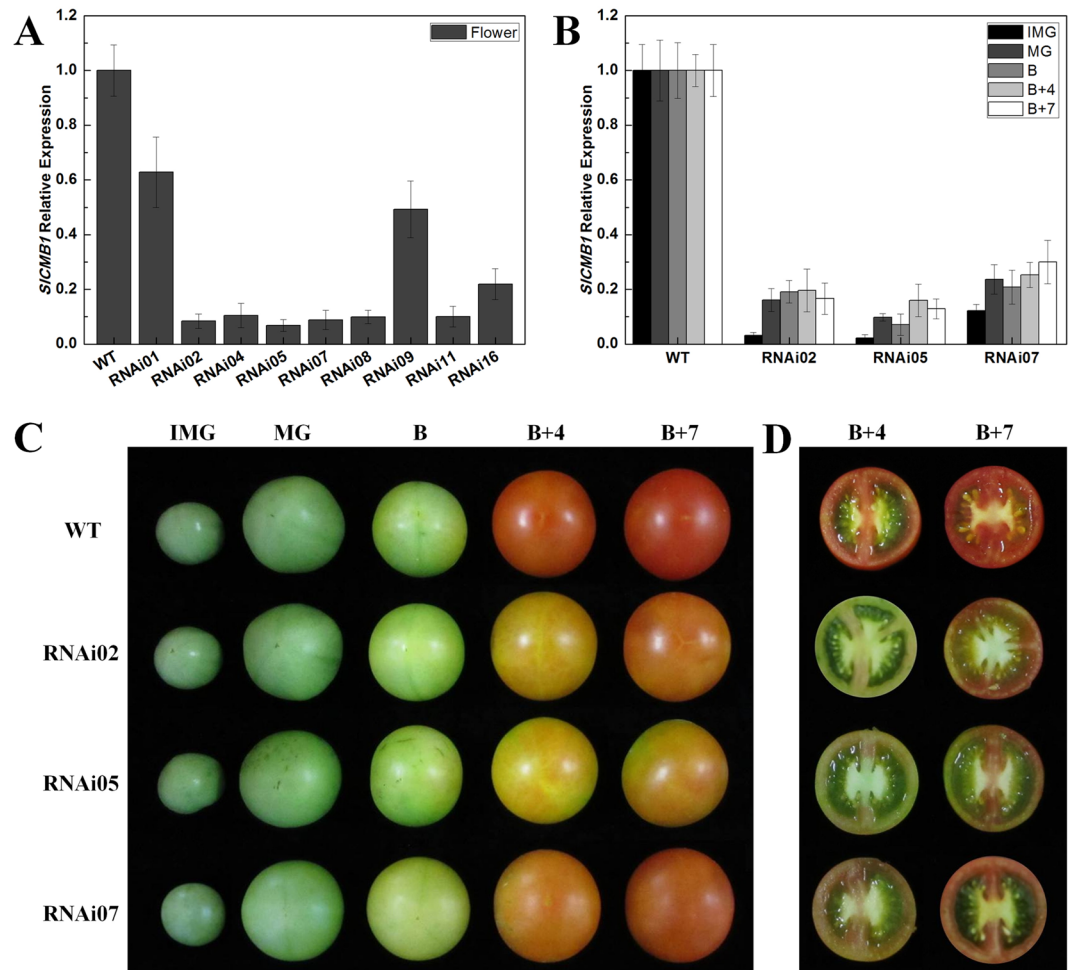 A
SlCMB1 Relative Expression
1.2
1.0
0.8
0.6
0.4
0.2
0.0
Flower
WT RNAi01 RNAi02 RNAi04 RNAi05 RNAi07 RNAi08 RNAi09 RNAi11 RNAi16
B
SlCMB1 Relative Expression
1.2
1.0
0.8
0.6
0.4
0.2
0.0
IMG
MG
B
B+4
B+7
WT RNAi02 RNAi05 RNAi07
C
IMG MG B B+4 B+7
WT
RNAi02
RNAi05
RNAi07
D
B+4 B+7